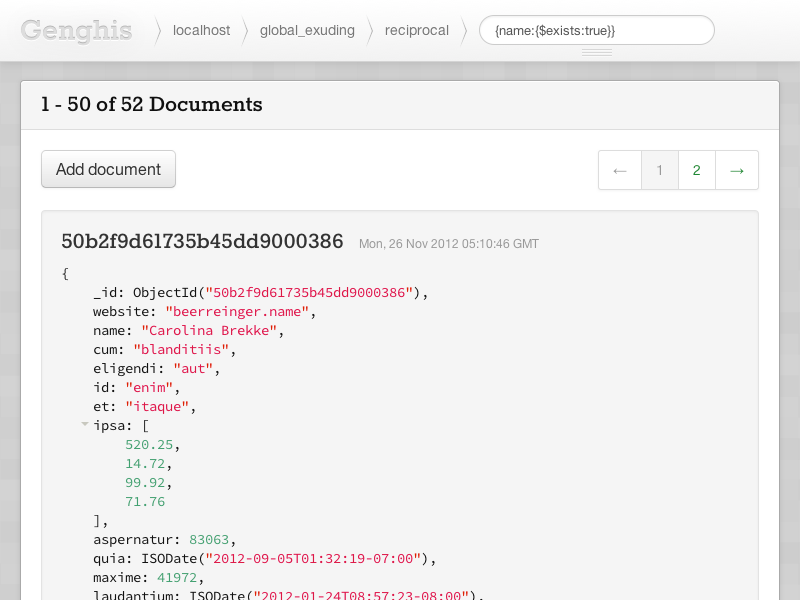 Genghis localhost global_exuding reciprocal {name:{$exists:true}}
1 - 50 of 52 Documents
Add document ← 1 2 →
50b2f9d61735b45dd9000386 Mon, 26 Nov 2012 05:10:46 GMT
{
    _id: ObjectId("50b2f9d61735b45dd9000386"),
    website: "beerreinger.name",
    name: "Carolina Brekke",
    cum: "blanditiis",
    eligendi: "aut",
    id: "enim",
    et: "itaque",
    ipsa: [
        520.25,
        14.72,
        99.92,
        71.76
    ],
    aspernatur: 83063,
    quia: ISODate("2012-09-05T01:32:19-07:00"),
    maxime: 41972,
    laudantium: ISODate("2012-01-24T08:57:23-08:00"),